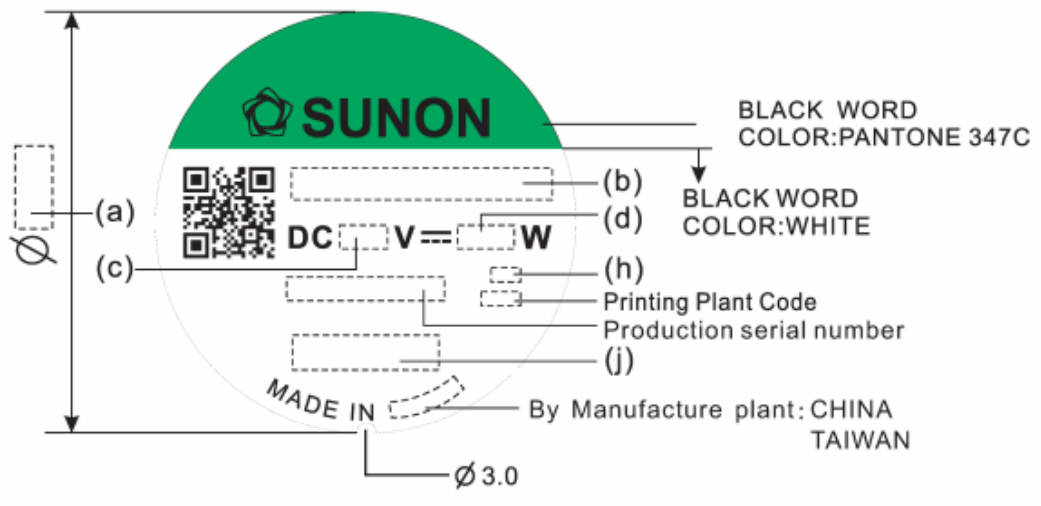 SUNON
BLACK WORD
COLOR:PANTONE 347C
(b)
BLACK WORD
COLOR:WHITE
(a)
DC V W
(d)
Ø
(c)
(h)
Printing Plant Code
Production serial number
(j)
MADE IN
By Manufacture plant: CHINA
TAIWAN
Ø3.0